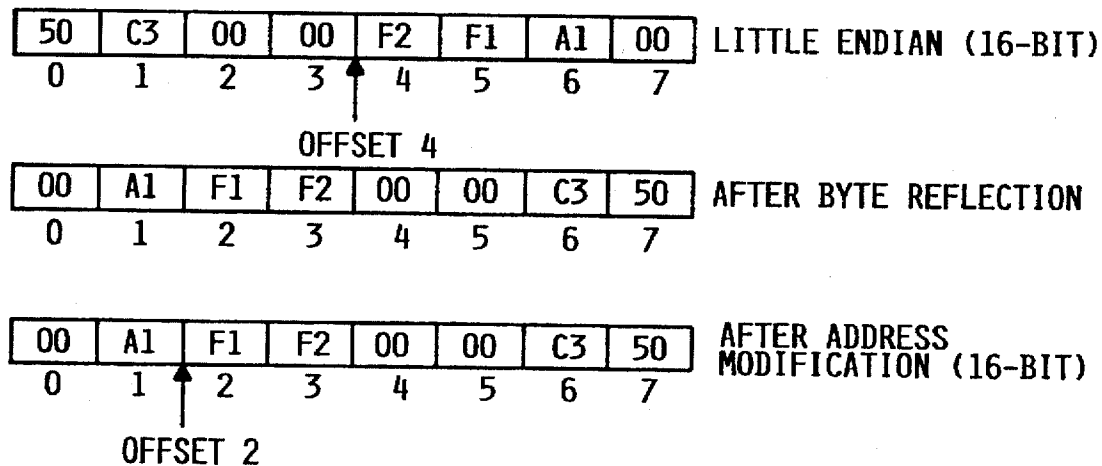 50 C3 00 00 F2 F1 A1 00 LITTLE ENDIAN (16-BIT)
0 1 2 3 4 5 6 7
OFFSET 4
00 A1 F1 F2 00 00 C3 50 AFTER BYTE REFLECTION
0 1 2 3 4 5 6 7
00 A1 F1 F2 00 00 C3 50 AFTER ADDRESS
MODIFICATION (16-BIT)
0 1 2 3 4 5 6 7
OFFSET 2